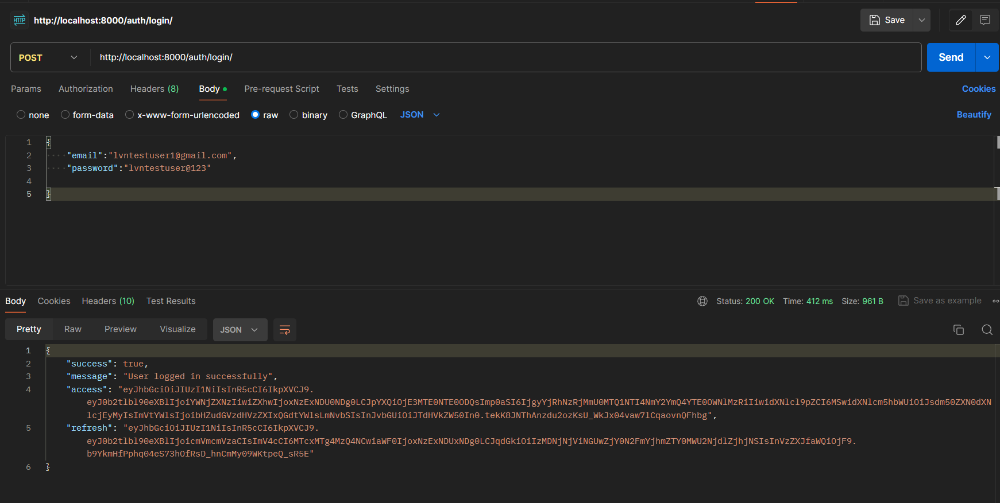 HTTP http://localhost:8000/auth/login/ Save
POST http://localhost:8000/auth/login/ Send
Params Authorization Headers (8) Body Pre-request Script Tests Settings Cookies
none form-data x-www-form-urlencoded raw binary GraphQL JSON Beautify
1 {
2 "email":"lvntestuser1@gmail.com",
3 "password":"lvntestuser@123"
4
5 }
Body Cookies Headers (10) Test Results Status: 200 OK Time: 412 ms Size: 961 B Save as example
Pretty Raw Preview Visualize JSON
1 {
2 "success": true,
3 "message": "User logged in successfully",
4 "access": "eyJhbGciOiJIUzI1NiIsInR5cCI6IkpXVCJ9.
eyJ0b2tlbl90eXBlIjoiYWNjZXNzIiwiZXhwIjoxNzExNDU0NDg0LCJpYXQiOjE3MTE0NTE0ODQsImp0aSI6IjgyYjRhNzRjMmU0MTQ1NTI4NmY2YmQ4YTE0OWNlMzRiIiwidXNlcl9pZCI6MSwidXNlcm5hbWUiOiJsdm50ZXN0dXN
lcjEyMyIsImVtYWlsIjoibHZudGVzdHVzZXIxQGdtYWlsLmNvbSIsInJvbGUiOiJTdHVkZW50In0.tekK8JNThAnzdu2ozKsU_WkJx04vaw7lCqaovnQFhbg",
5 "refresh": "eyJhbGciOiJIUzI1NiIsInR5cCI6IkpXVCJ9.
eyJ0b2tlbl90eXBlIjoicmVmcmVzaCIsImV4cCI6MTcxMTg4MzQ4NCwiaWF0IjoxNzExNDUxNDg0LCJqdGkiOiIzMDNjNjViNGUwZjY0N2FmYjhmZTY0MWU2NjdlZjhjNSIsInVzZXJfaWQiOjF9.
b9YkmHfPphq04eS73hOfRsD_hnCmMy09WKtpeQ_sR5E"
6 }